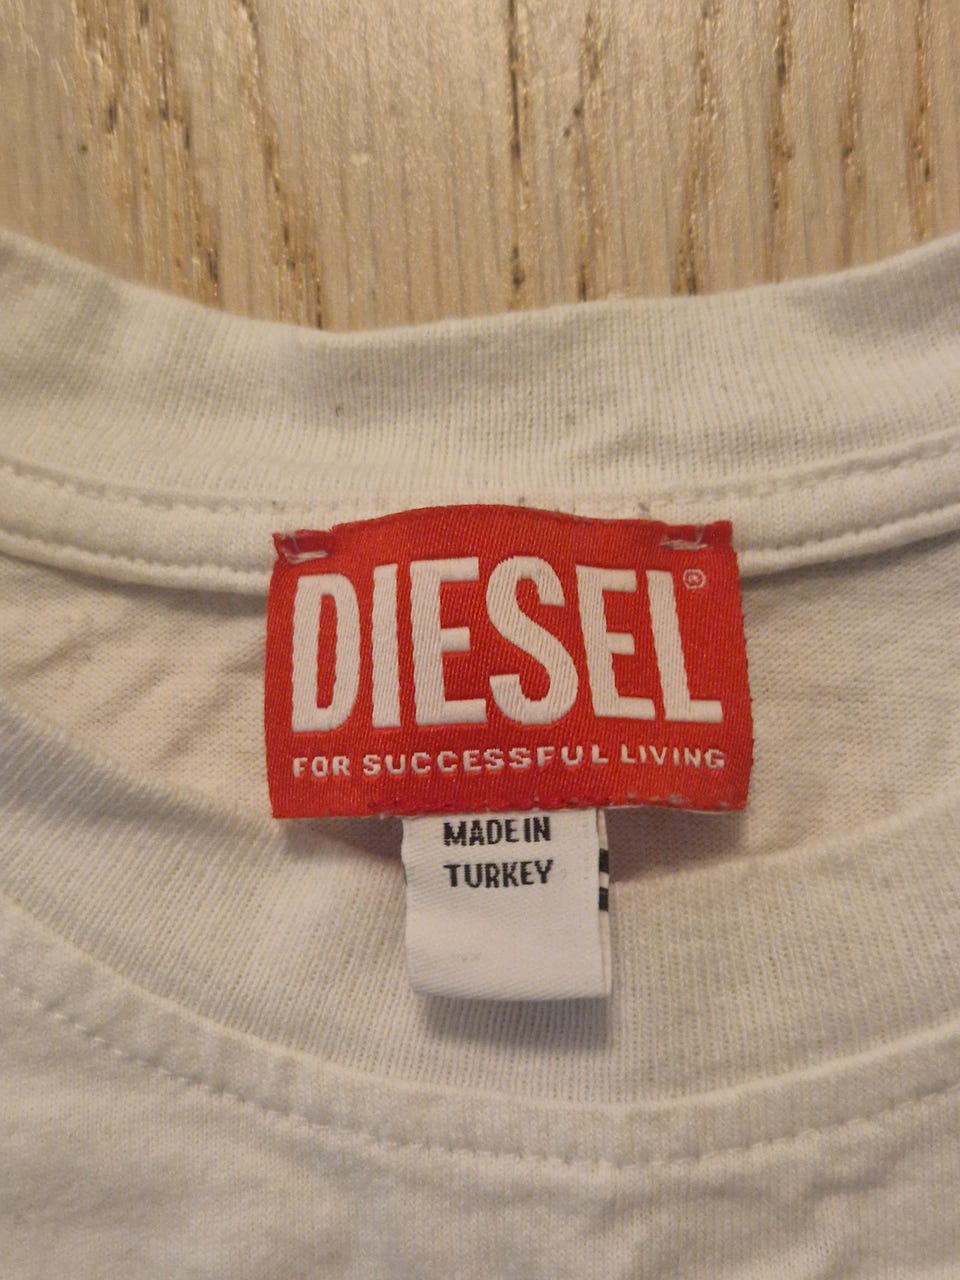 DIESEL®
FOR SUCCESSFUL LIVING
MADE IN
TURKEY